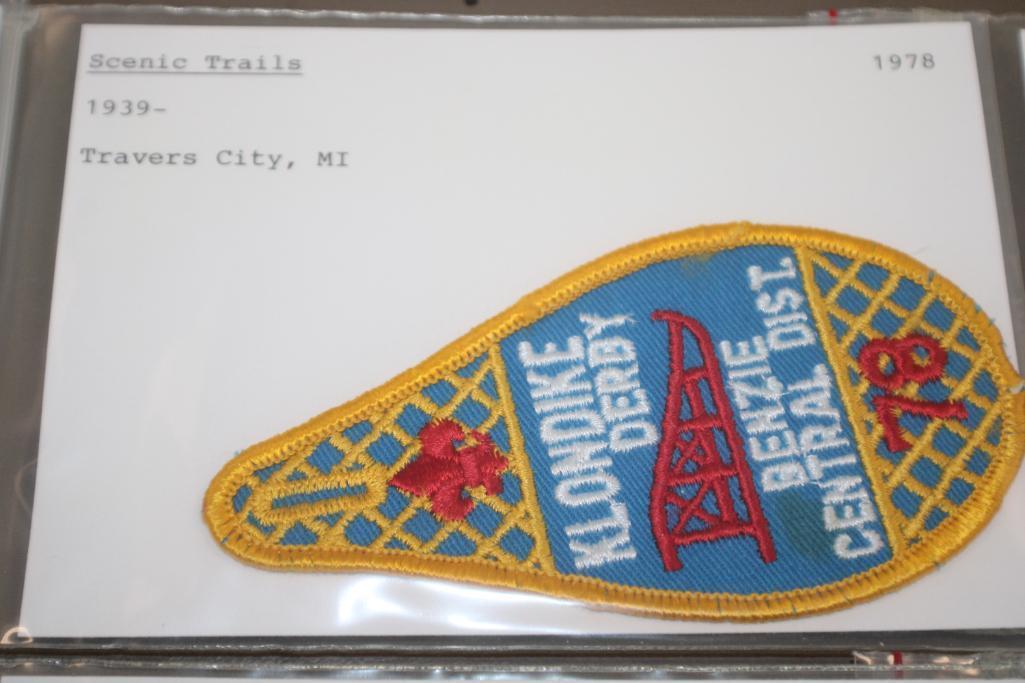 Scenic Trails
1978
1939-
Travers City, MI
KLONDIKE
DERBY
BENZIE
CENTRAL DIST.
78